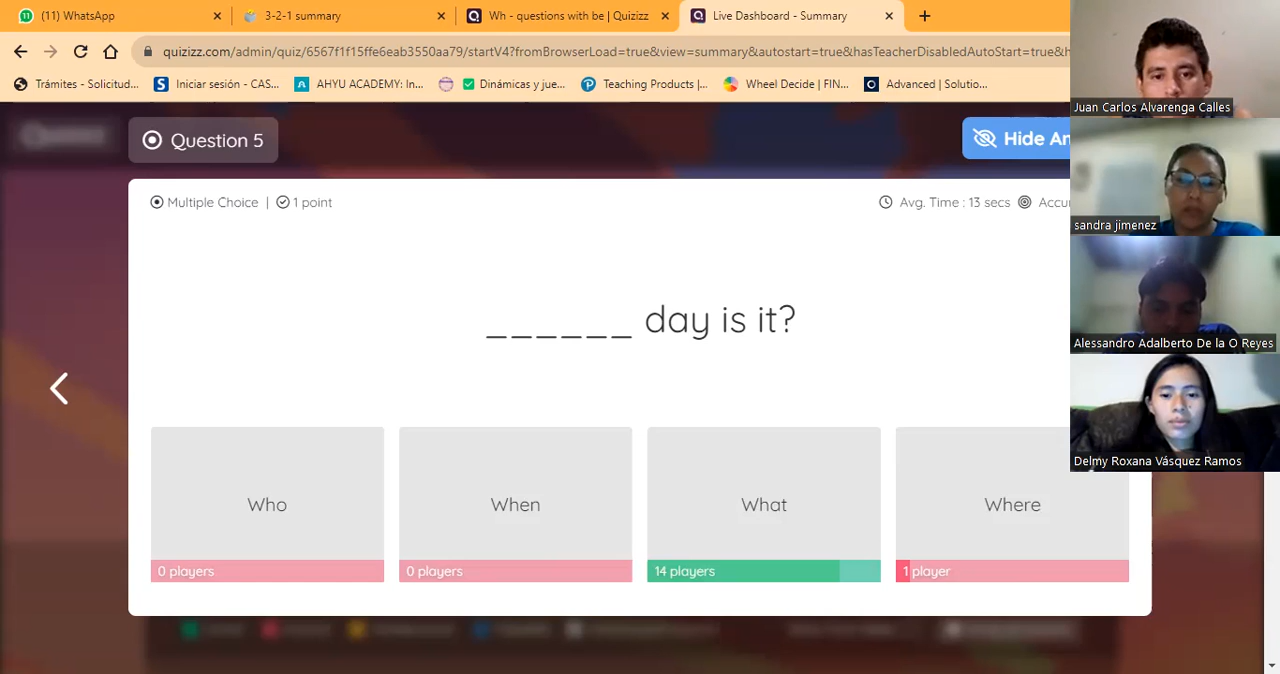 (11) WhatsApp
3-2-1 summary
Wh - questions with be | Quizizz
Live Dashboard - Summary
quizizz.com/admin/quiz/6567f1f15ffe6eab3550aa79/startV4?fromBrowserLoad=true&view=summary&autostart=true&hasTeacherDisabledAutoStart=true&h
Trámites - Solicitud...
Iniciar sesión - CAS...
AHYU ACADEMY: In...
Dinámicas y jue...
Teaching Products |...
Wheel Decide | FIN...
Advanced | Solutio...
Question 5
Hide An
Multiple Choice | 1 point
Avg. Time : 13 secs
Accu
______ day is it?
Who
When
What
Where
0 players
0 players
14 players
1 player
Juan Carlos Alvarenga Calles
sandra jimenez
Alessandro Adalberto De la O Reyes
Delmy Roxana Vásquez Ramos